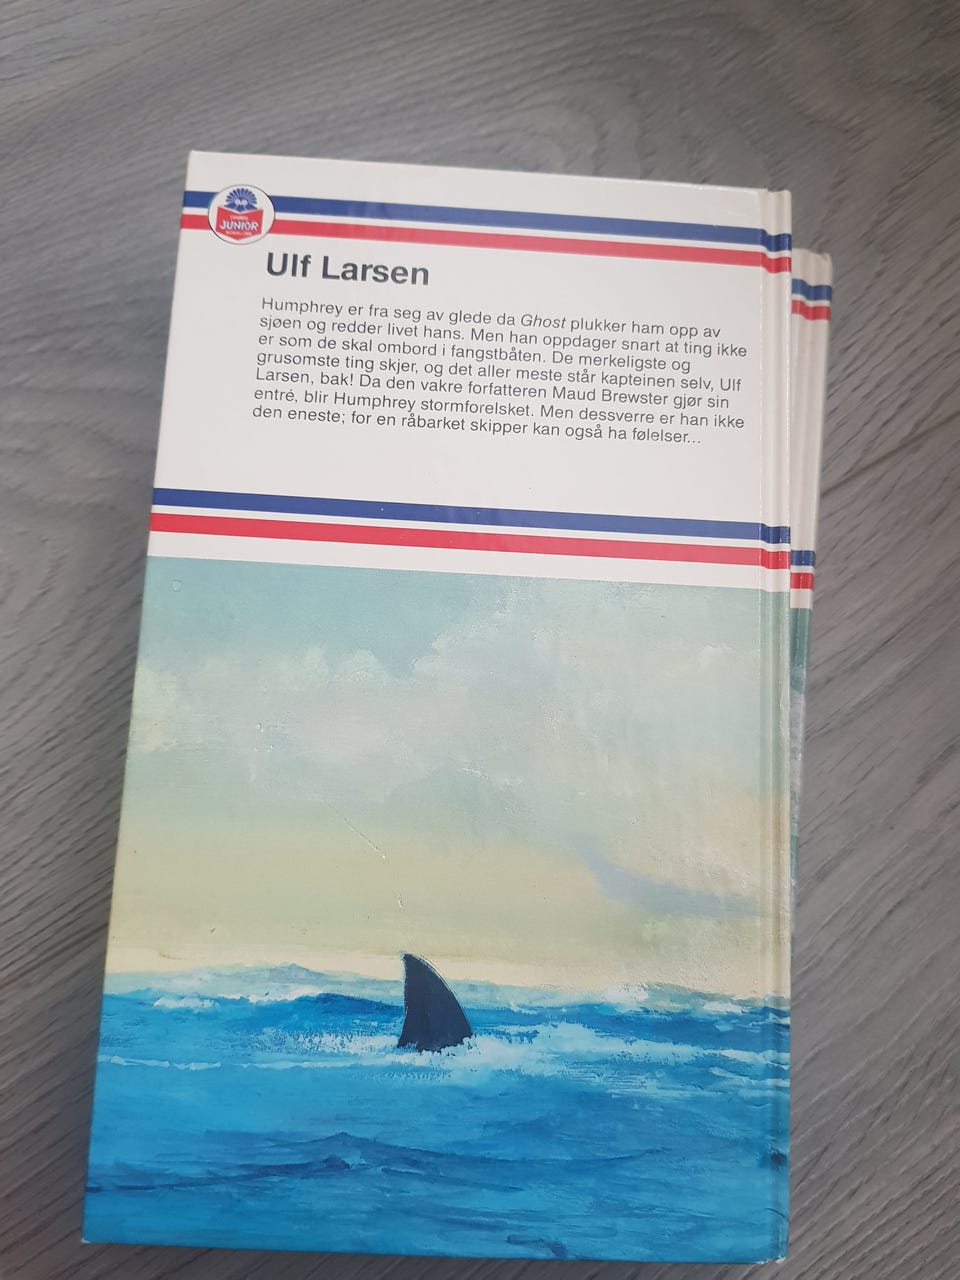 JUNIOR
Ulf Larsen
Humphrey er fra seg av glede da Ghost plukker ham opp av
sjøen og redder livet hans. Men han oppdager snart at ting ikke
er som de skal ombord i fangstbåten. De merkeligste og
grusomste ting skjer, og det aller meste står kapteinen selv, Ulf
Larsen, bak! Da den vakre forfatteren Maud Brewster gjør sin
entré, blir Humphrey stormforelsket. Men dessverre er han ikke
den eneste; for en råbarket skipper kan også ha følelser...